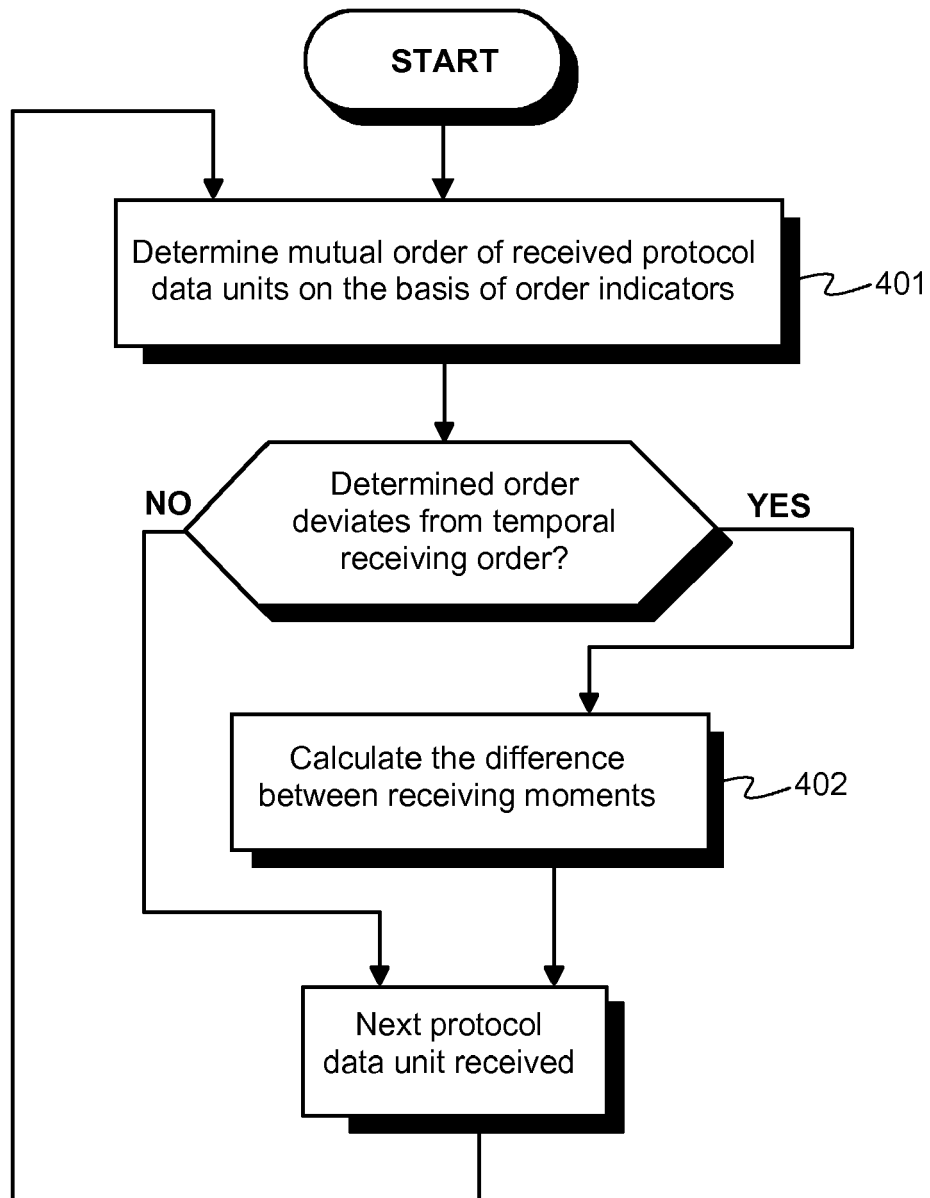 START
Determine mutual order of received protocol
data units on the basis of order indicators
401
Determined order
deviates from temporal
receiving order?
NO
YES
Calculate the difference
between receiving moments
402
Next protocol
data unit received